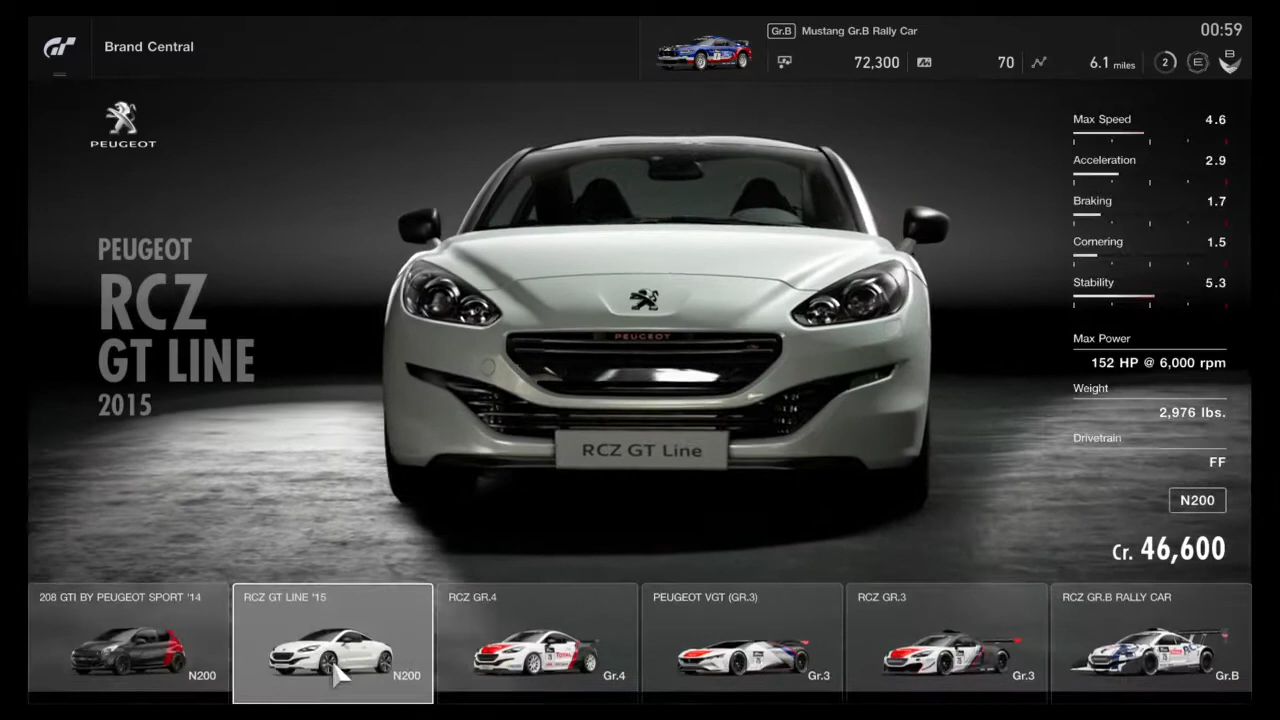 GT
Brand Central
Gr.B Mustang Gr.B Rally Car
00:59
72,300
70
6.1 miles
2
E
B
PEUGEOT
PEUGEOT
RCZ
GT LINE
2015
PEUGEOT
RCZ GT Line
Max Speed 4.6
Acceleration 2.9
Braking 1.7
Cornering 1.5
Stability 5.3
Max Power
152 HP @ 6,000 rpm
Weight
2,976 lbs.
Drivetrain
FF
N200
Cr. 46,600
208 GTI BY PEUGEOT SPORT '14
N200
RCZ GT LINE '15
N200
RCZ GR.4
TOTAL
Gr.4
PEUGEOT VGT (GR.3)
Gr.3
RCZ GR.3
Gr.3
RCZ GR.B RALLY CAR
Gr.B